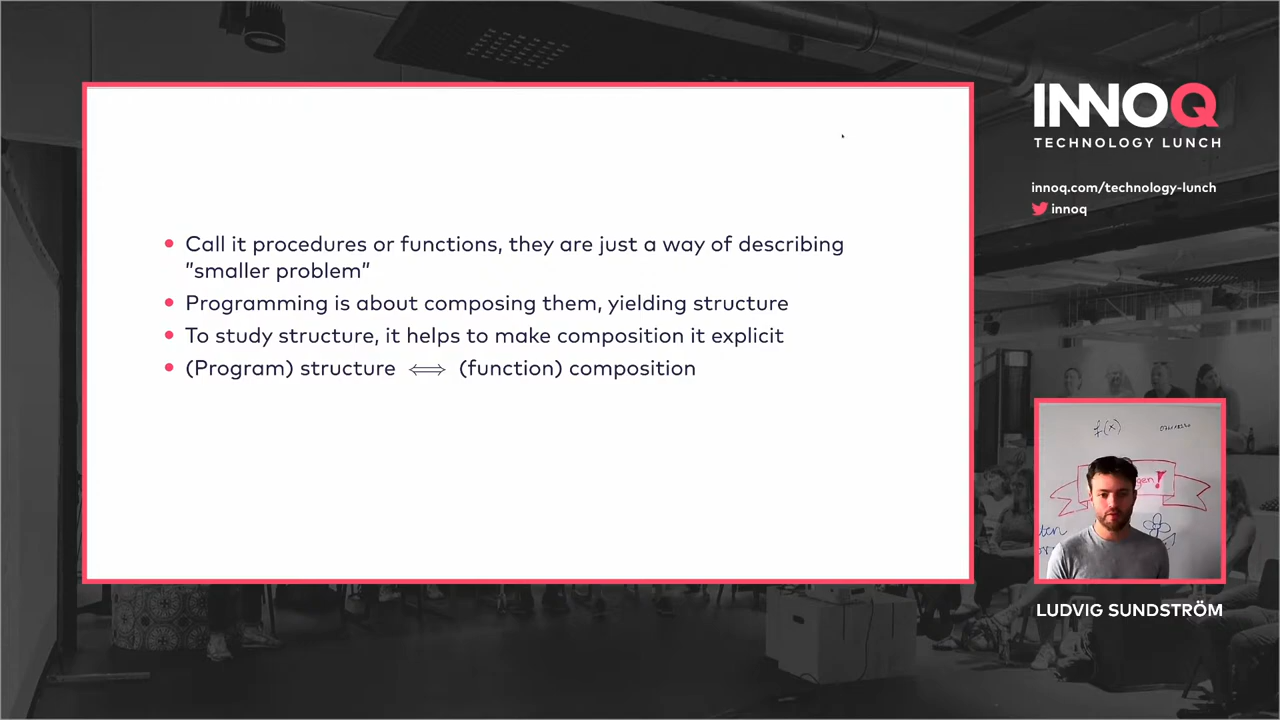 • Call it procedures or functions, they are just a way of describing
"smaller problem"
• Programming is about composing them, yielding structure
• To study structure, it helps to make composition it explicit
• (Program) structure ⟺ (function) composition
INNOQ
TECHNOLOGY LUNCH
innoq.com/technology-lunch
innoq
f(x)
LUDVIG SUNDSTRÖM